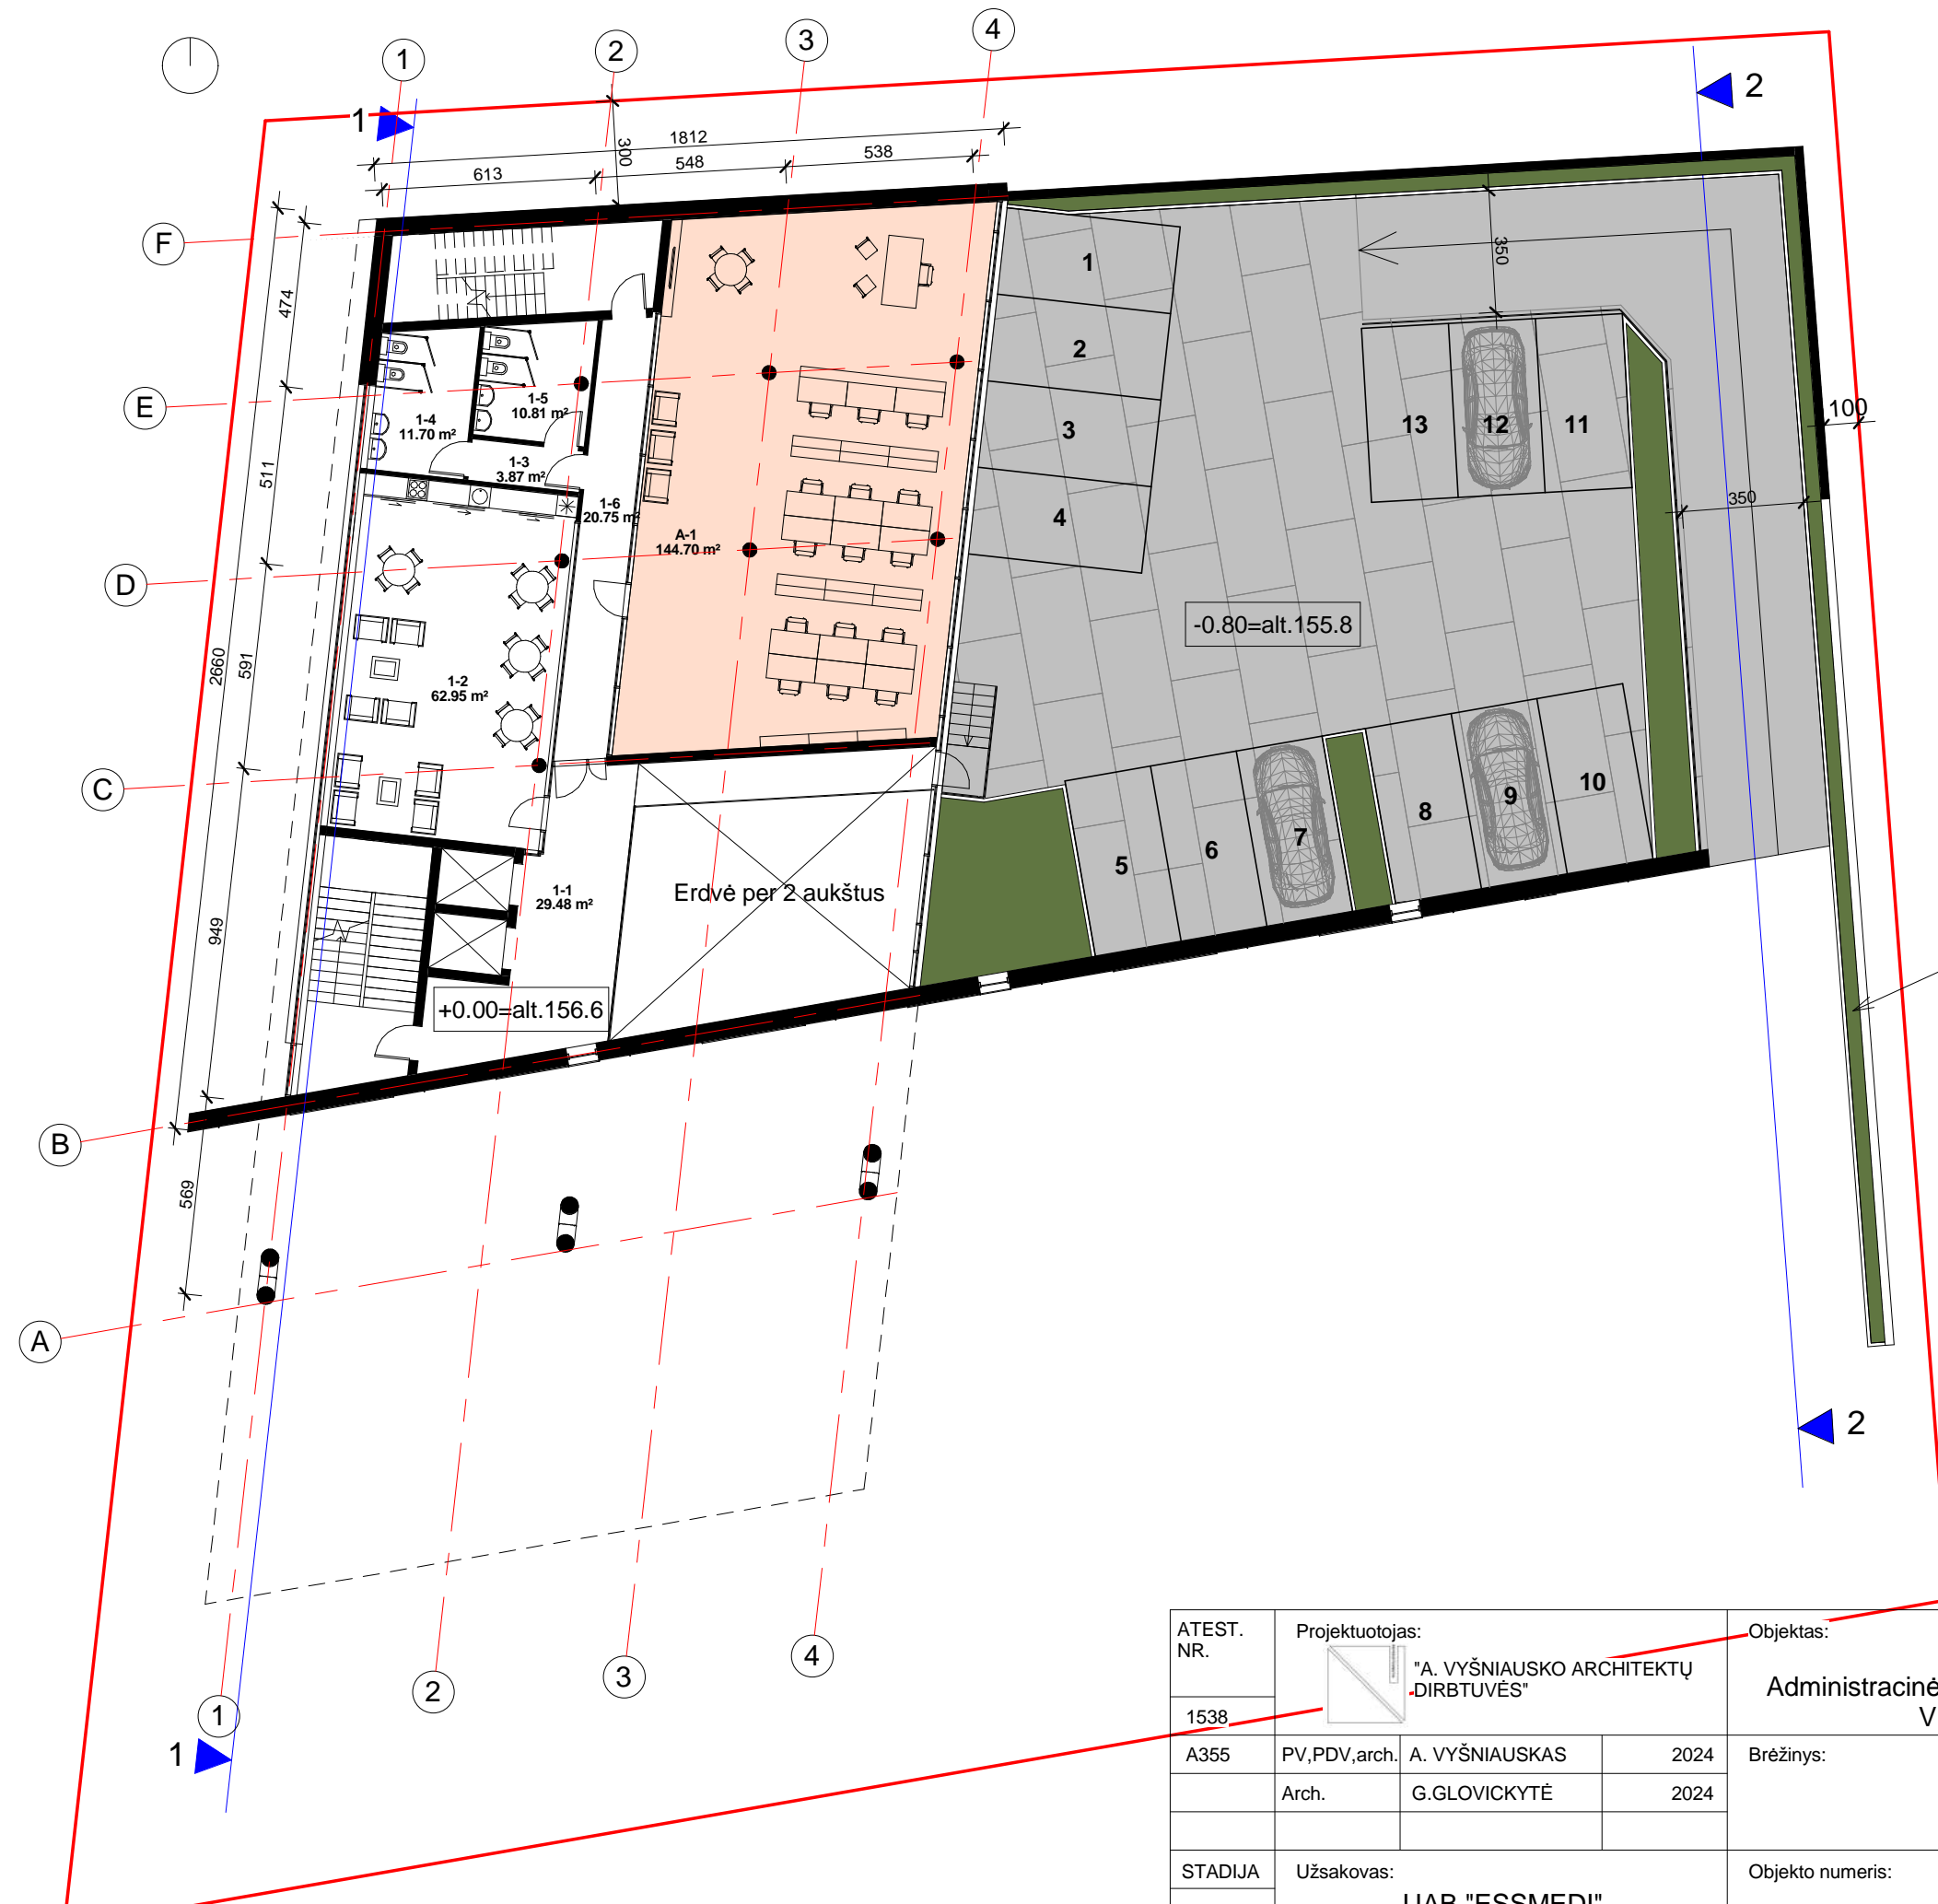 1
2
3
4
1
2
1812
300
613
548
538
F
474
350
1
2
3
4
13
12
11
100
350
E
1-5
10.81 m²
1-4
11.70 m²
1-3
3.87 m²
511
1-6
20.75 m²
A-1
144.70 m²
D
-0.80=alt.155.8
2660
591
1-2
62.95 m²
C
5
6
7
8
9
10
1-1
29.48 m²
Erdvė per 2 aukštus
949
+0.00=alt.156.6
B
569
A
2
1
2
3
4
1
ATEST.
NR.
Projektuotojas:
"A. VYŠNIAUSKO ARCHITEKTŲ
DIRBTUVĖS"
Objektas:
Administracinė
V
1538
A355
PV,PDV,arch.
A. VYŠNIAUSKAS
2024
Brėžinys:
Arch.
G.GLOVICKYTĖ
2024
STADIJA
Užsakovas:
Objekto numeris:
UAB "ESSMEDI"